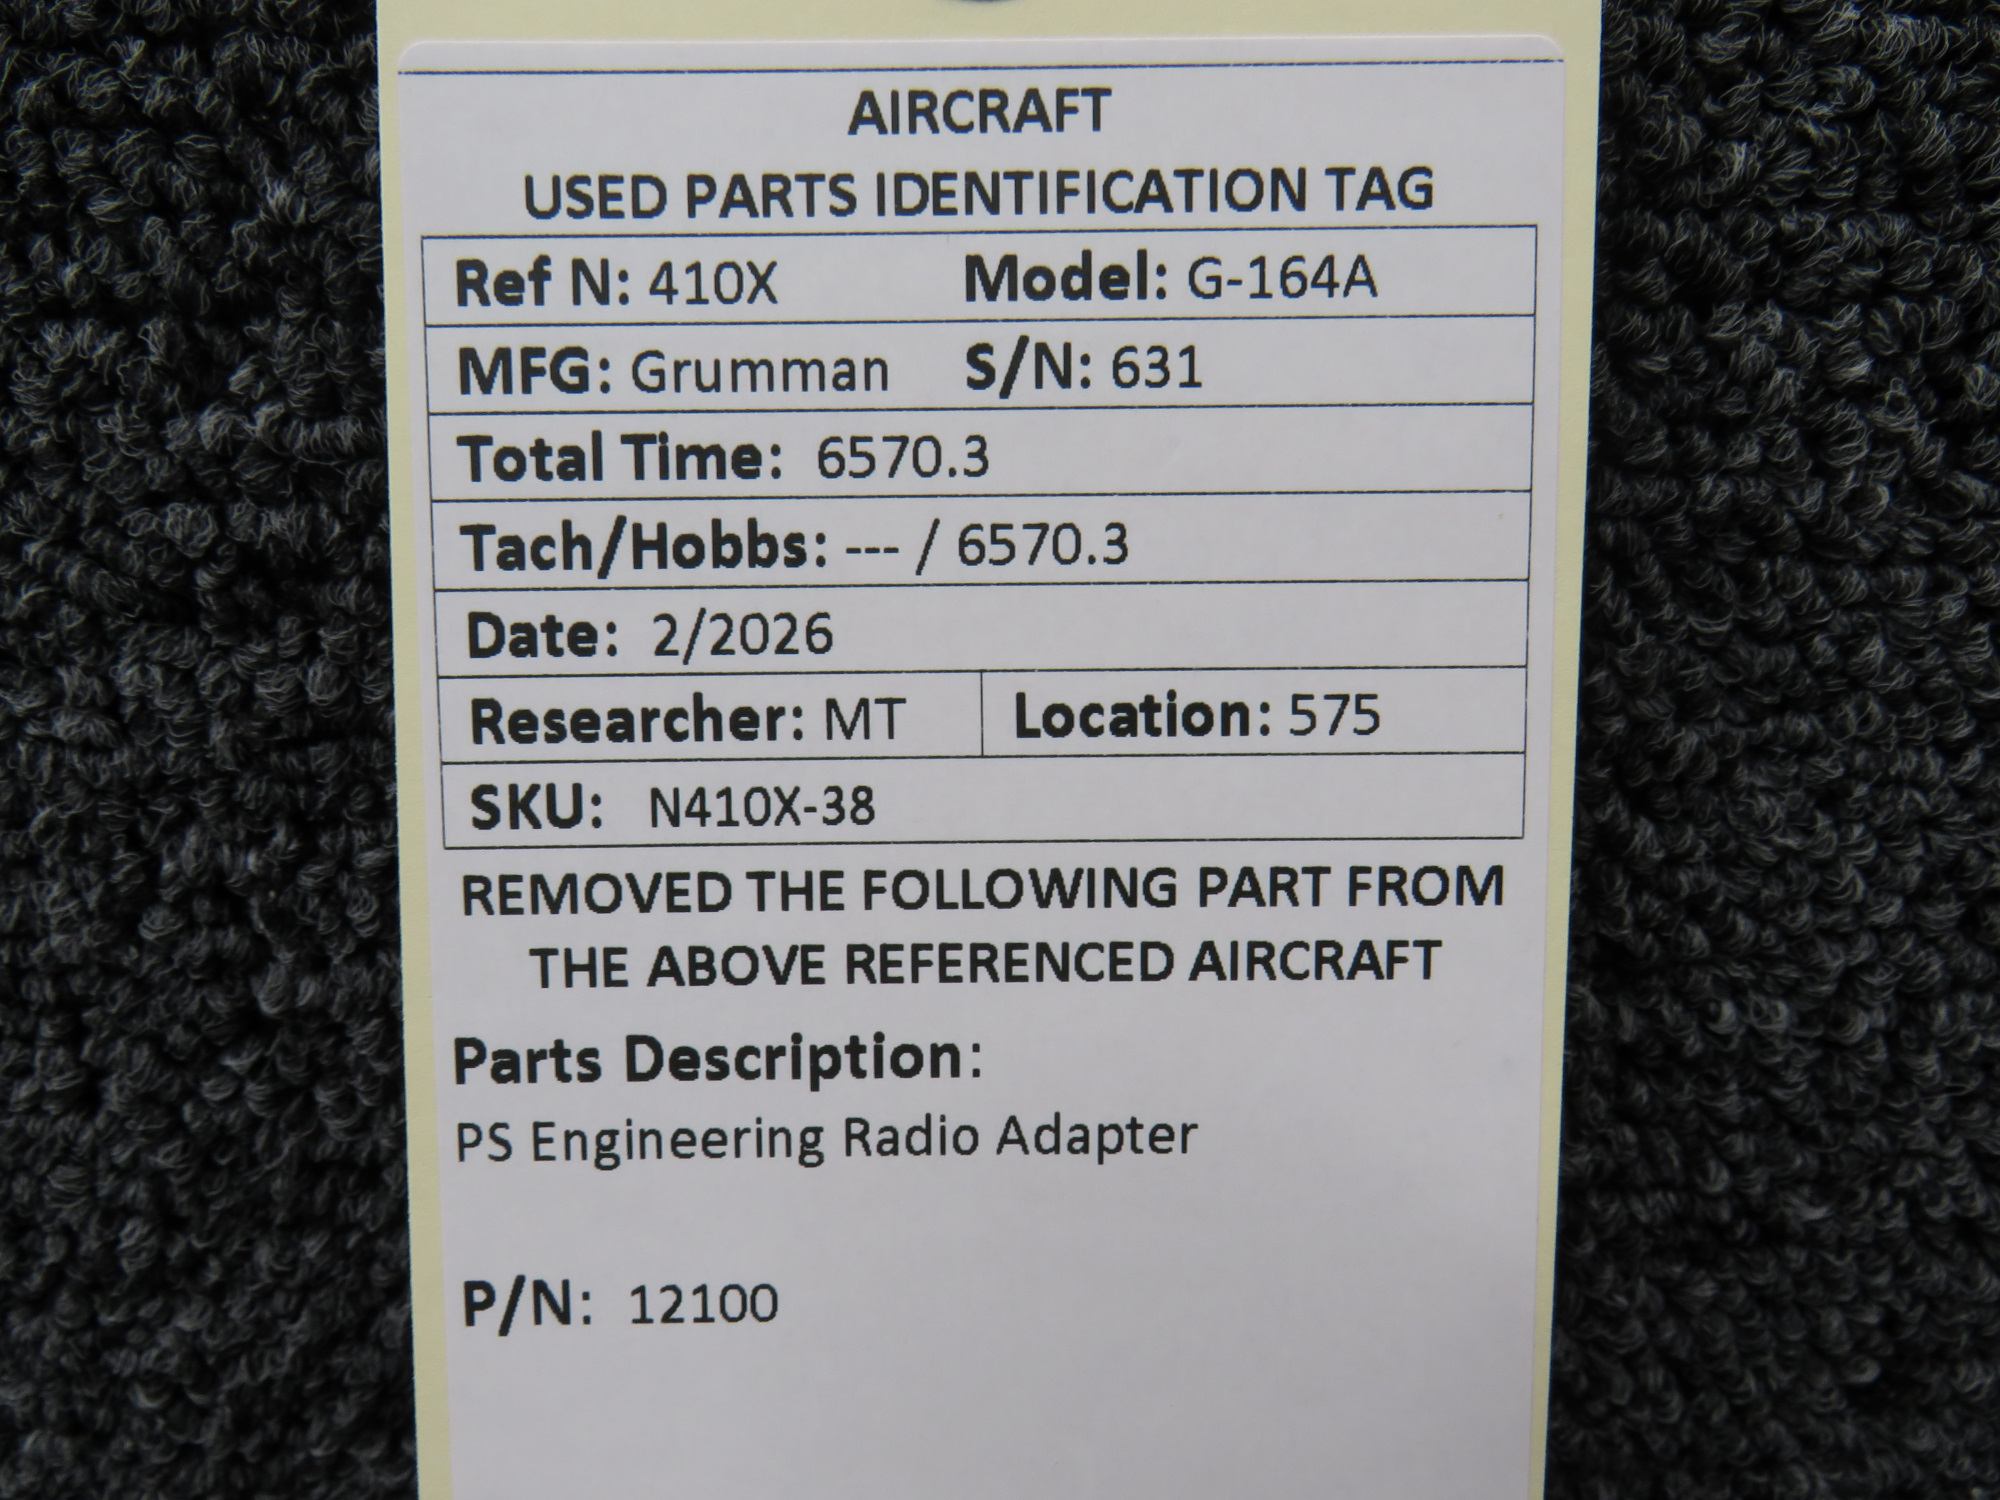 AIRCRAFT
USED PARTS IDENTIFICATION TAG
Ref N: 410X Model: G-164A
MFG: Grumman S/N: 631
Total Time: 6570.3
Tach/Hobbs: --- / 6570.3
Date: 2/2026
Researcher: MT Location: 575
SKU: N410X-38
REMOVED THE FOLLOWING PART FROM
THE ABOVE REFERENCED AIRCRAFT
Parts Description:
PS Engineering Radio Adapter
P/N: 12100